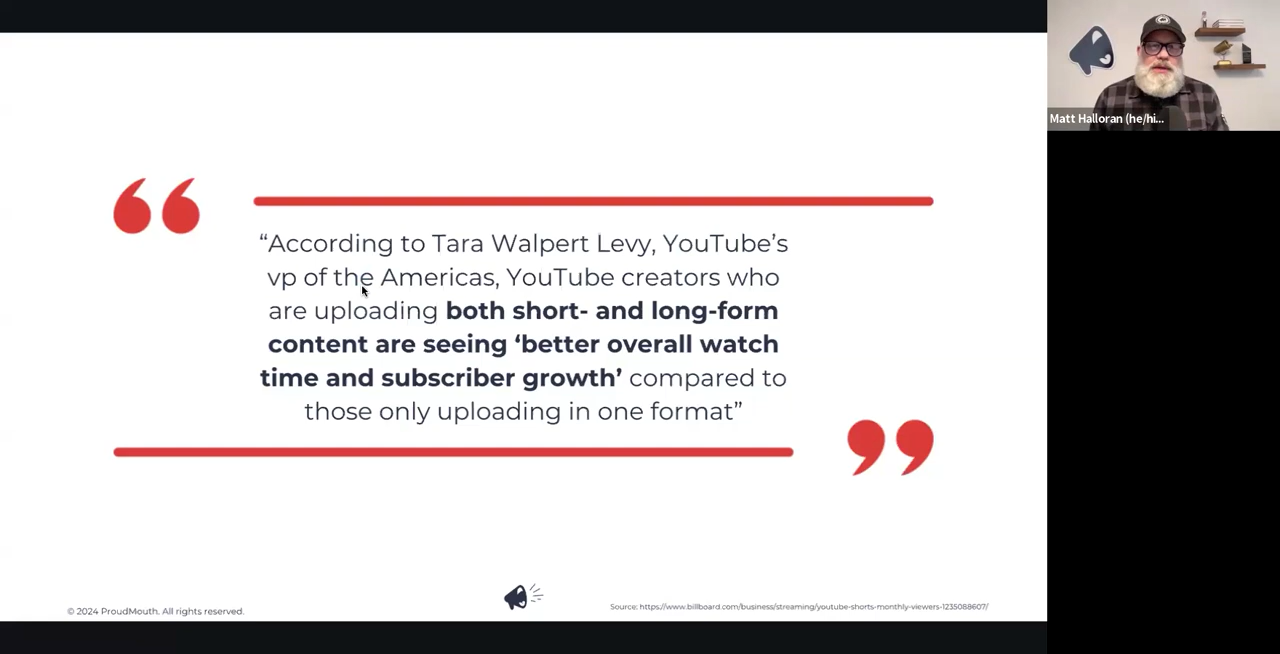 “According to Tara Walpert Levy, YouTube’s
vp of the Americas, YouTube creators who
are uploading both short- and long-form
content are seeing ‘better overall watch
time and subscriber growth’ compared to
those only uploading in one format”
© 2024 ProudMouth. All rights reserved.
Source: https://www.billboard.com/business/streaming/youtube-shorts-monthly-viewers-1235088607/
Matt Halloran (he/hi...